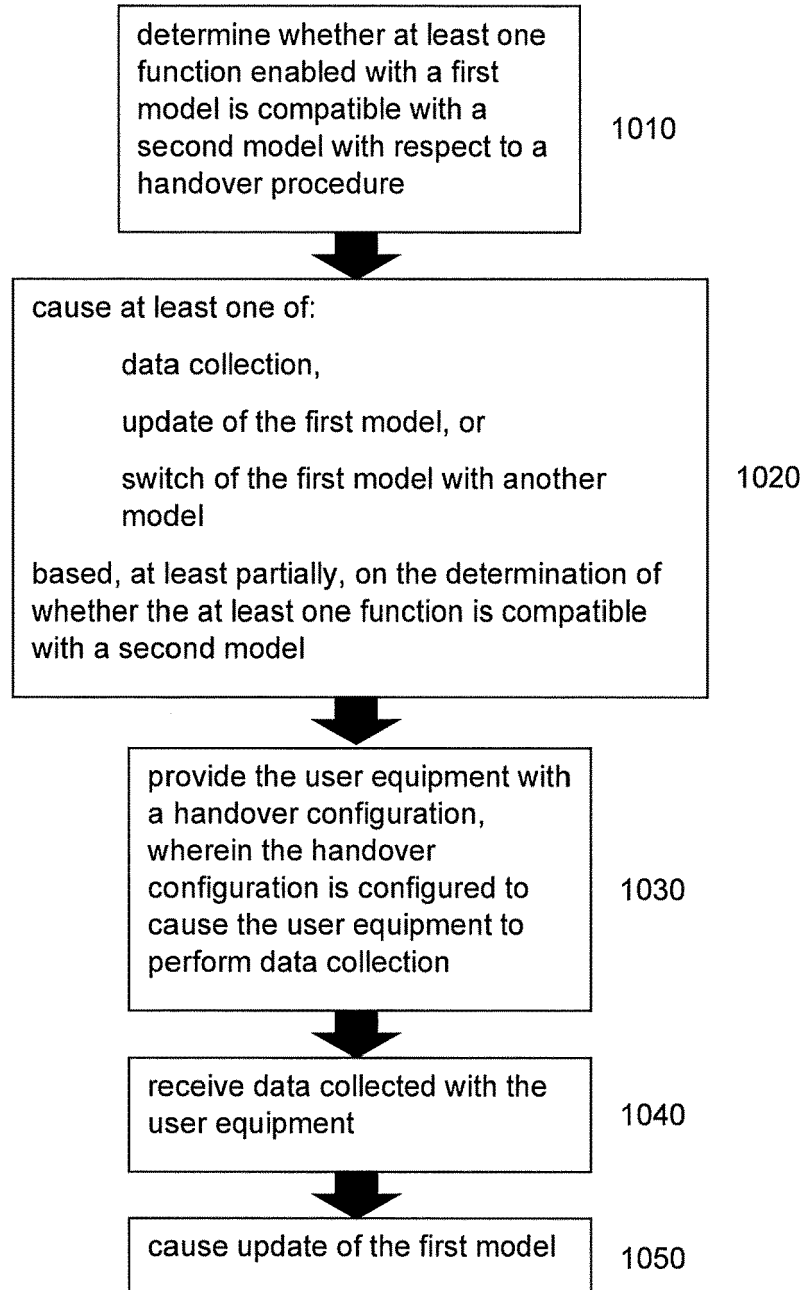 determine whether at least one
function enabled with a first
model is compatible with a
second model with respect to a
handover procedure
1010
cause at least one of:
data collection,
update of the first model, or
switch of the first model with another
model
based, at least partially, on the determination of
whether the at least one function is compatible
with a second model
1020
provide the user equipment with
a handover configuration,
wherein the handover
configuration is configured to
cause the user equipment to
perform data collection
1030
receive data collected with the
user equipment
1040
cause update of the first model
1050